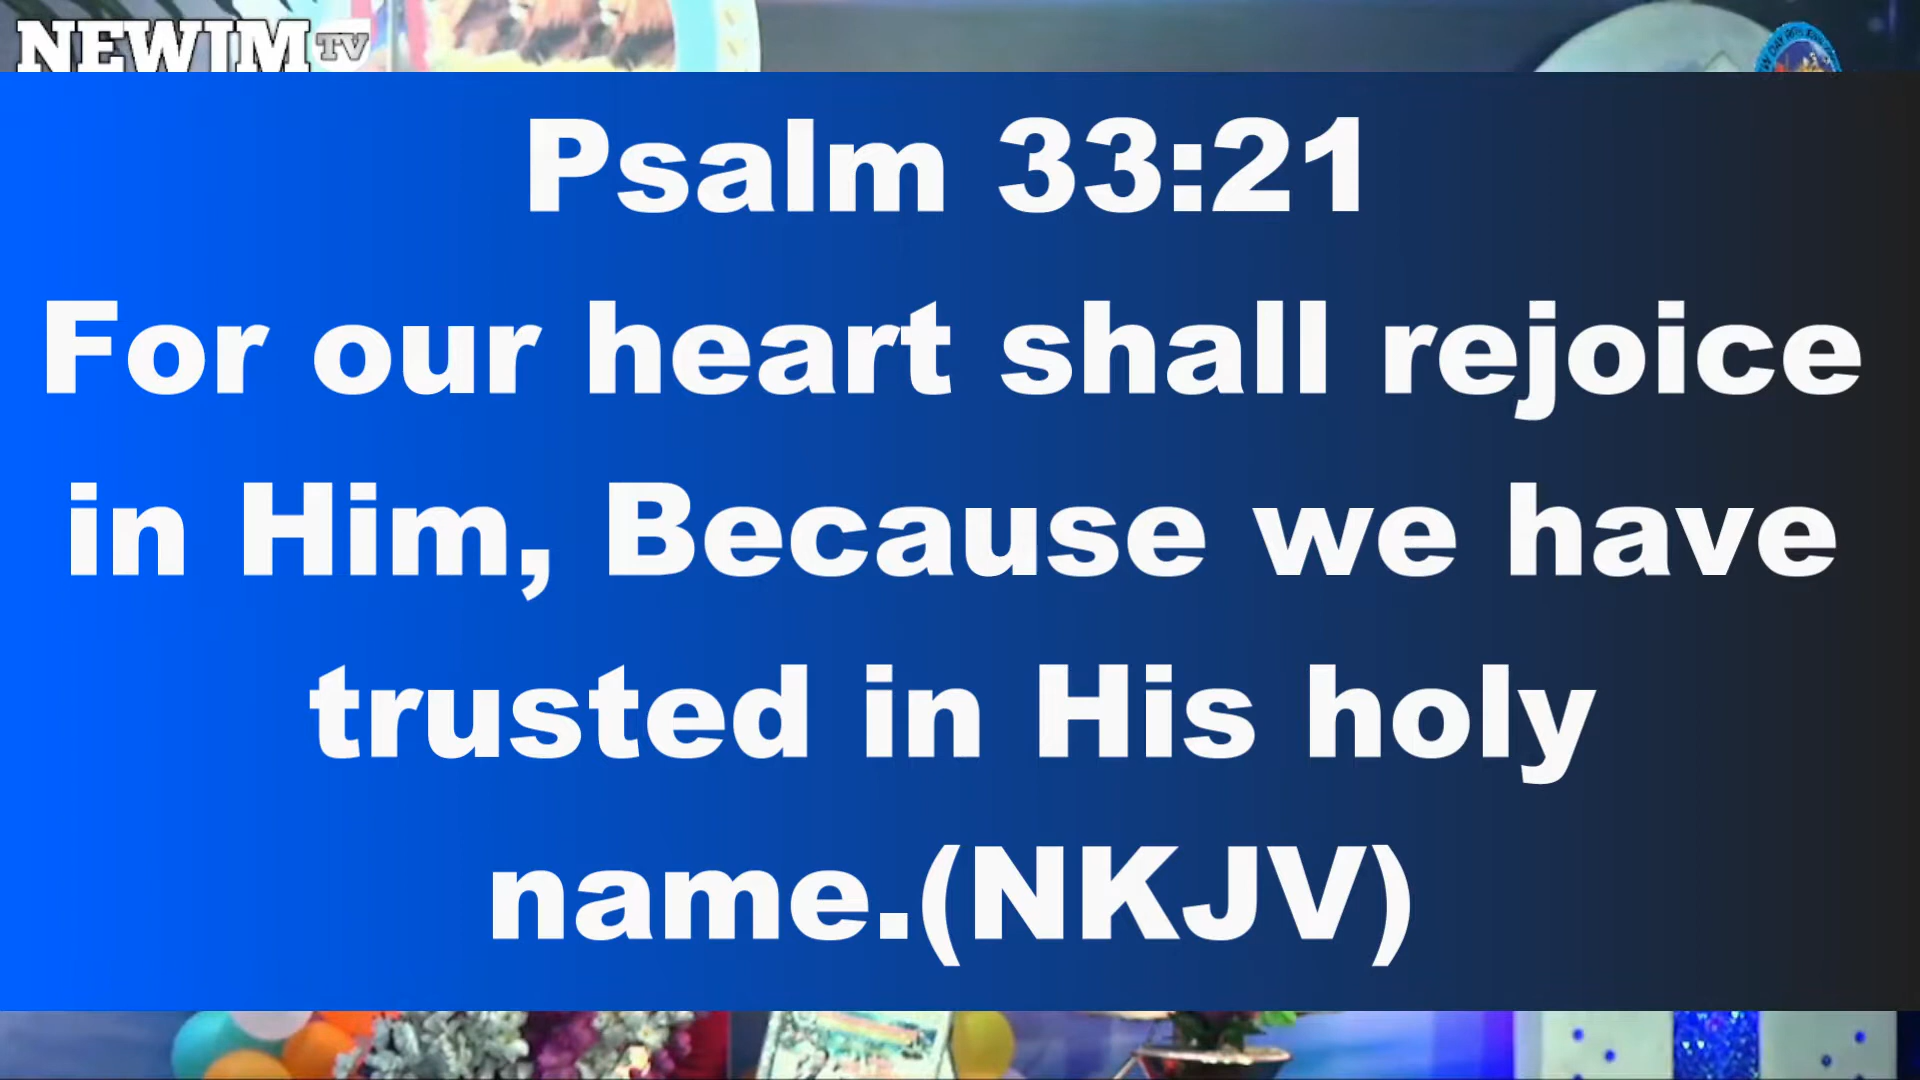 NEWJM TV
Psalm 33:21
For our heart shall rejoice
in Him, Because we have
trusted in His holy
name.(NKJV)